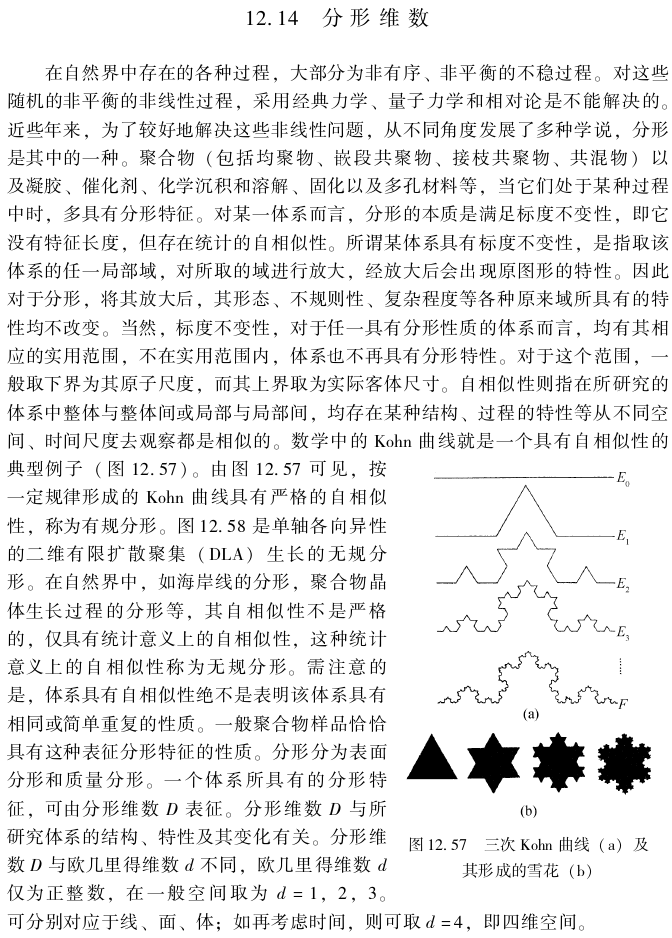 12.14 分形维数
在自然界中存在的各种过程，大部分为非有序、非平衡的不稳过程。对这些
随机的非平衡的非线性过程，采用经典力学、量子力学和相对论是不能解决的。
近些年来，为了较好地解决这些非线性问题，从不同角度发展了多种学说，分形
是其中的一种。聚合物（包括均聚物、嵌段共聚物、接枝共聚物、共混物）以
及凝胶、催化剂、化学沉积和溶解、固化以及多孔材料等，当它们处于某种过程
中时，多具有分形特征。对某一体系而言，分形的本质是满足标度不变性，即它
没有特征长度，但存在统计的自相似性。所谓某体系具有标度不变性，是指取该
体系的任一局部域，对所取的域进行放大，经放大后会出现原图形的特性。因此
对于分形，将其放大后，其形态、不规则性、复杂程度等各种原来域所具有的特
性均不改变。当然，标度不变性，对于任一具有分形性质的体系而言，均有其相
应的实用范围，不在实用范围内，体系也不再具有分形特性。对于这个范围，一
般取下界为其原子尺度，而其上界取为实际客体尺寸。自相似性则指在所研究的
体系中整体与整体间或局部与局部间，均存在某种结构、过程的特性等从不同空
间、时间尺度去观察都是相似的。数学中的 Kohn 曲线就是一个具有自相似性的
典型例子（图 12.57）。由图 12.57 可见，按
一定规律形成的 Kohn 曲线具有严格的自相似
性，称为有规分形。图 12.58 是单轴各向异性
的二维有限扩散聚集（DLA）生长的无规分
形。在自然界中，如海岸线的分形，聚合物晶
体生长过程的分形等，其自相似性不是严格
的，仅具有统计意义上的自相似性，这种统计
意义上的自相似性称为无规分形。需注意的
是，体系具有自相似性绝不是表明该体系具有
相同或简单重复的性质。一般聚合物样品恰恰
具有这种表征分形特征的性质。分形分为表面
分形和质量分形。一个体系所具有的分形特
征，可由分形维数 D 表征。分形维数 D 与所
研究体系的结构、特性及其变化有关。分形维
数 D 与欧几里得维数 d 不同，欧几里得维数 d
仅为正整数，在一般空间取为 d = 1，2，3。
可分别对应于线、面、体；如再考虑时间，则可取 d = 4，即四维空间。
E0
E1
E2
E3
F
(a)
(b)
图 12.57 三次 Kohn 曲线（a）及
其形成的雪花（b）